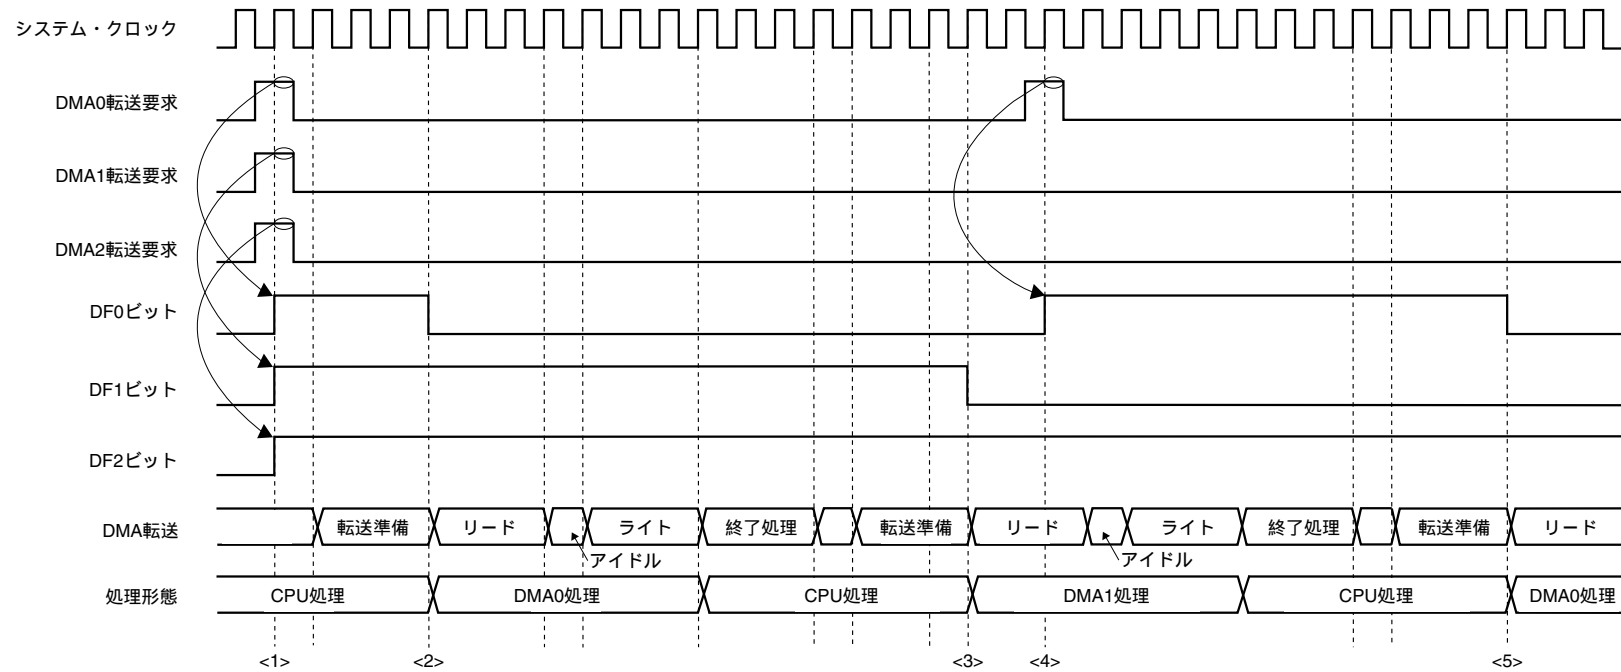 システム・クロック
DMA0転送要求
DMA1転送要求
DMA2転送要求
DF0ビット
DF1ビット
DF2ビット
DMA転送 転送準備 リード ライト 終了処理 転送準備 リード ライト 終了処理 転送準備 リード
アイドル アイドル
処理形態 CPU処理 DMA0処理 CPU処理 DMA1処理 CPU処理 DMA0処理
<1> <2> <3> <4> <5>